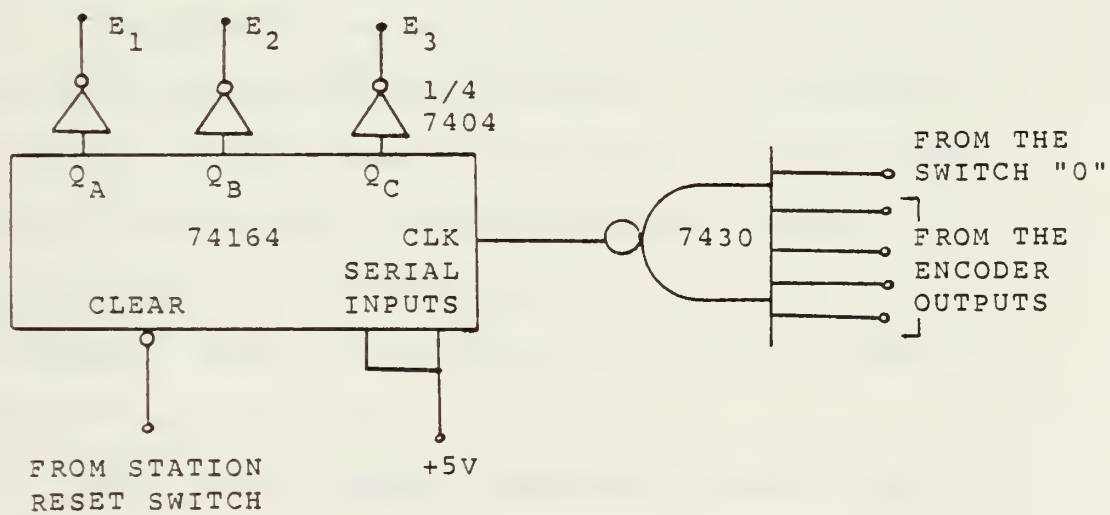 E1
E2
E3
1/4
7404
QA
QB
QC
74164
CLK
SERIAL
INPUTS
CLEAR
7430
FROM THE
SWITCH "0"
FROM THE
ENCODER
OUTPUTS
FROM STATION
RESET SWITCH
+5V